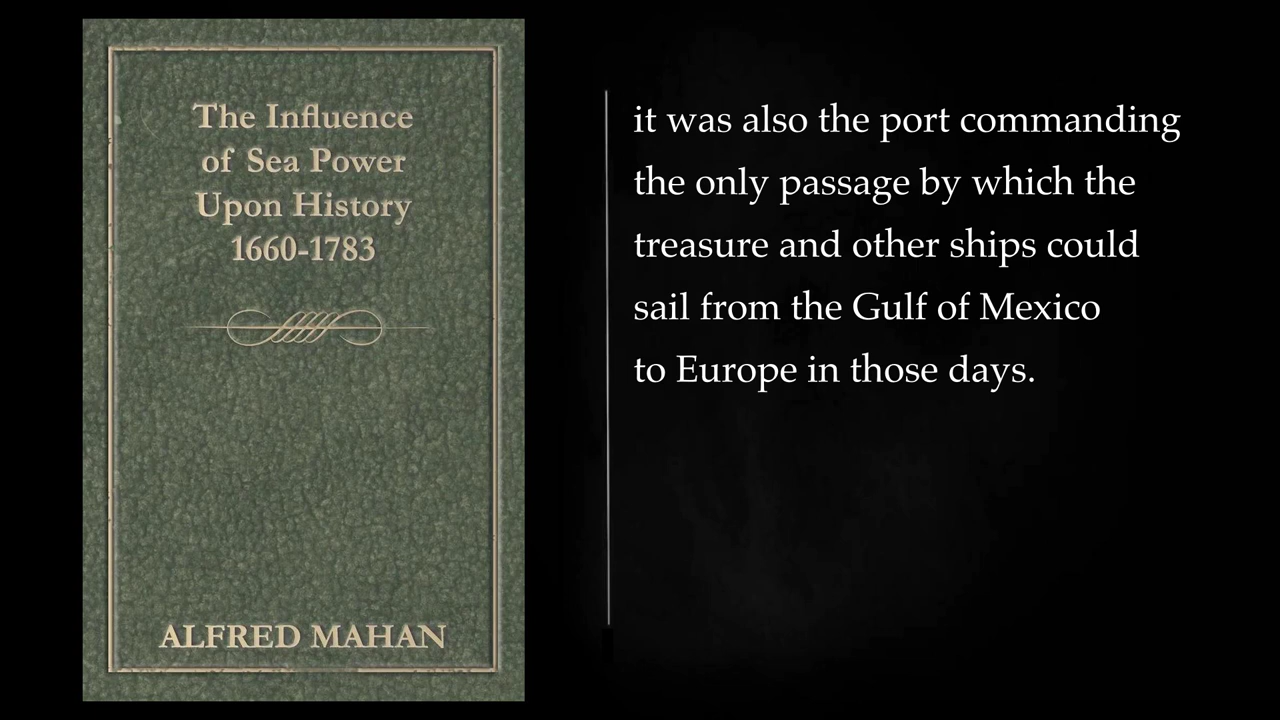 The Influence
of Sea Power
Upon History
1660-1783
ALFRED MAHAN
it was also the port commanding
the only passage by which the
treasure and other ships could
sail from the Gulf of Mexico
to Europe in those days.